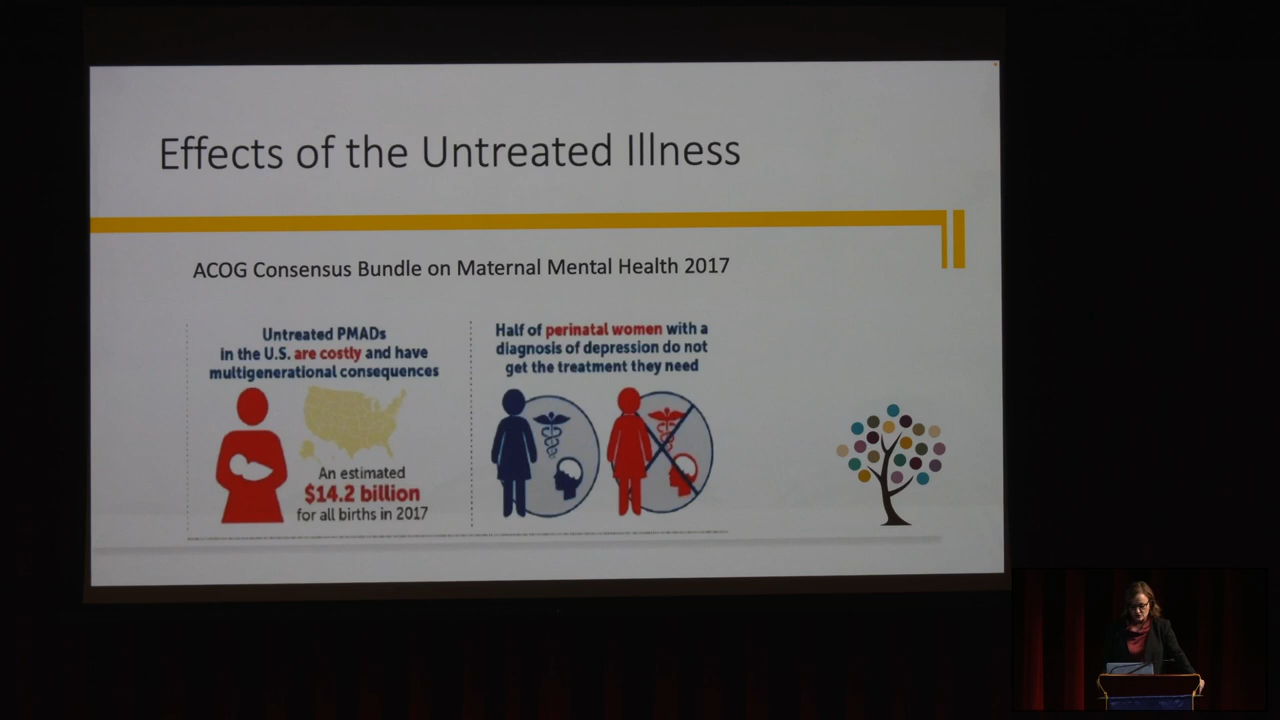 Effects of the Untreated Illness
ACOG Consensus Bundle on Maternal Mental Health 2017
Untreated PMADs
in the U.S. are costly and have
multigenerational consequences
An estimated
$14.2 billion
for all births in 2017
Half of perinatal women with a
diagnosis of depression do not
get the treatment they need